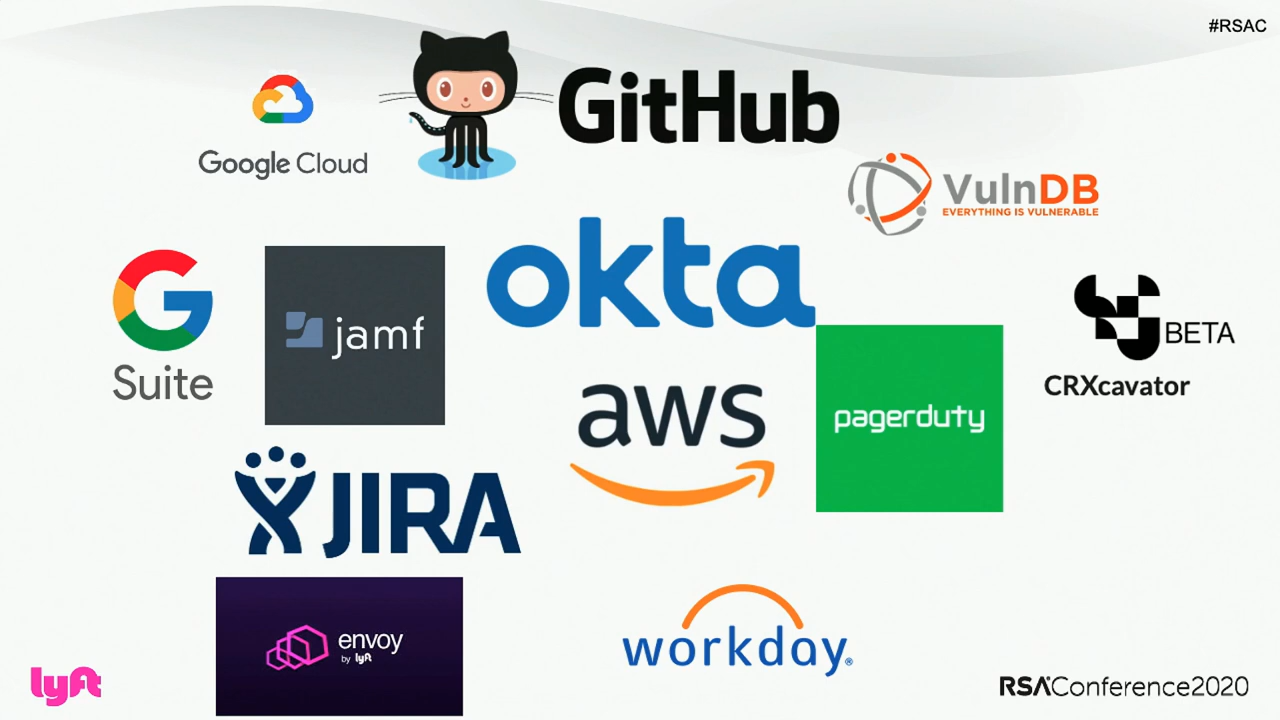 #RSAC
GitHub
Google Cloud
VulnDB
EVERYTHING IS VULNERABLE
okta
jamf
Suite
BETA
CRXcavator
aws
pagerduty
JIRA
envoy
by lyft
workday®
lyft
RSAConference2020